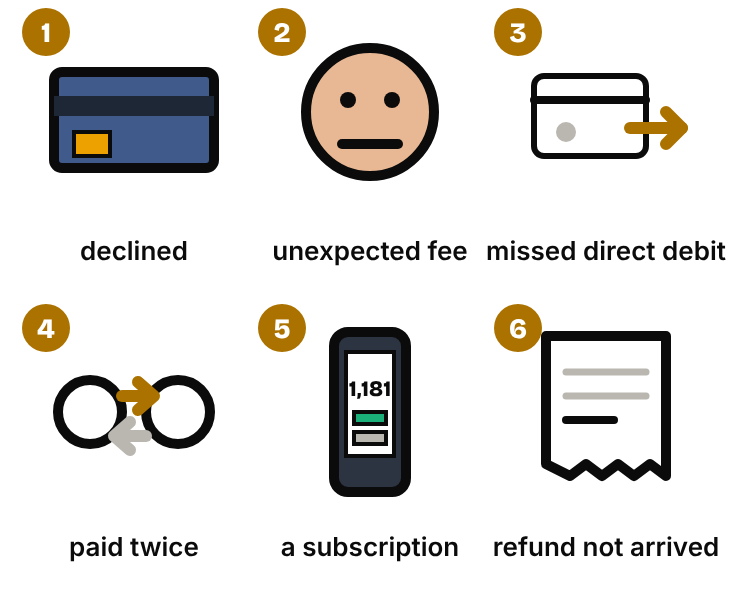 1
2
3
declined
unexpected fee
missed direct debit
4
5
6
1,181
paid twice
a subscription
refund not arrived